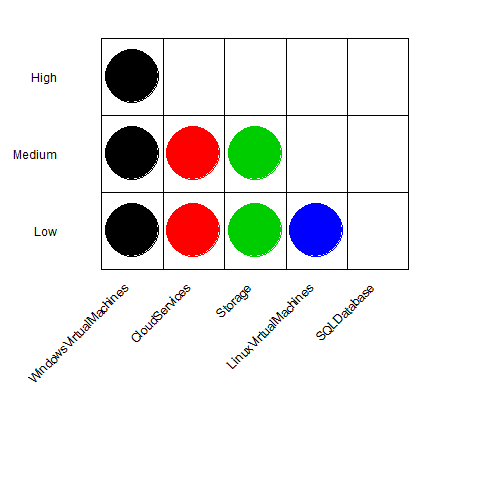 High
Medium
Low
WindowsVirtualMachines
CloudServices
Storage
LinuxVirtualMachines
SQLDatabase